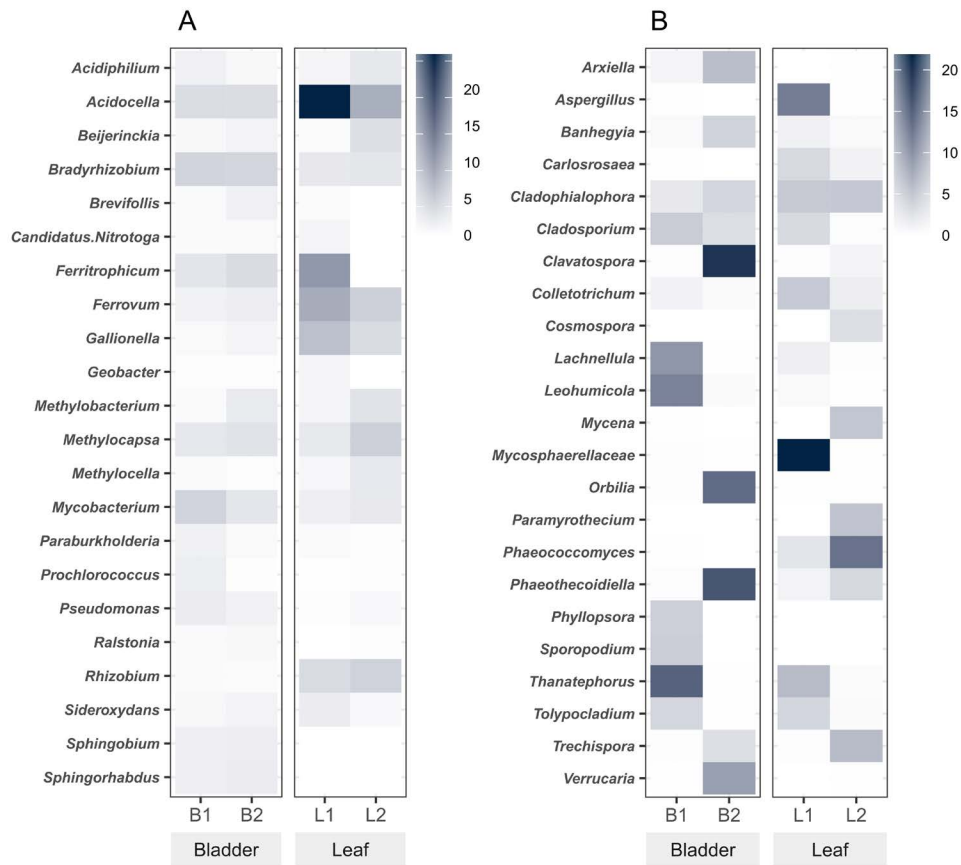 A
Acidiphilium
Acidocella
Beijerinckia
Bradyrhizobium
Brevifollis
Candidatus.Nitrotoga
Ferritrophicum
Ferrovum
Gallionella
Geobacter
Methylobacterium
Methylocapsa
Methylocella
Mycobacterium
Paraburkholderia
Prochlorococcus
Pseudomonas
Ralstonia
Rhizobium
Sideroxydans
Sphingobium
Sphingorhabdus
B1 B2 L1 L2
Bladder Leaf
20
15
10
5
0
B
Arxiella
Aspergillus
Banhegyia
Carlosrosaea
Cladophialophora
Cladosporium
Clavatospora
Colletotrichum
Cosmospora
Lachnellula
Leohumicola
Mycena
Mycosphaerellaceae
Orbilia
Paramyrothecium
Phaeococcomyces
Phaeothecoidiella
Phyllopsora
Sporopodium
Thanatephorus
Tolypocladium
Trechispora
Verrucaria
B1 B2 L1 L2
Bladder Leaf
20
15
10
5
0